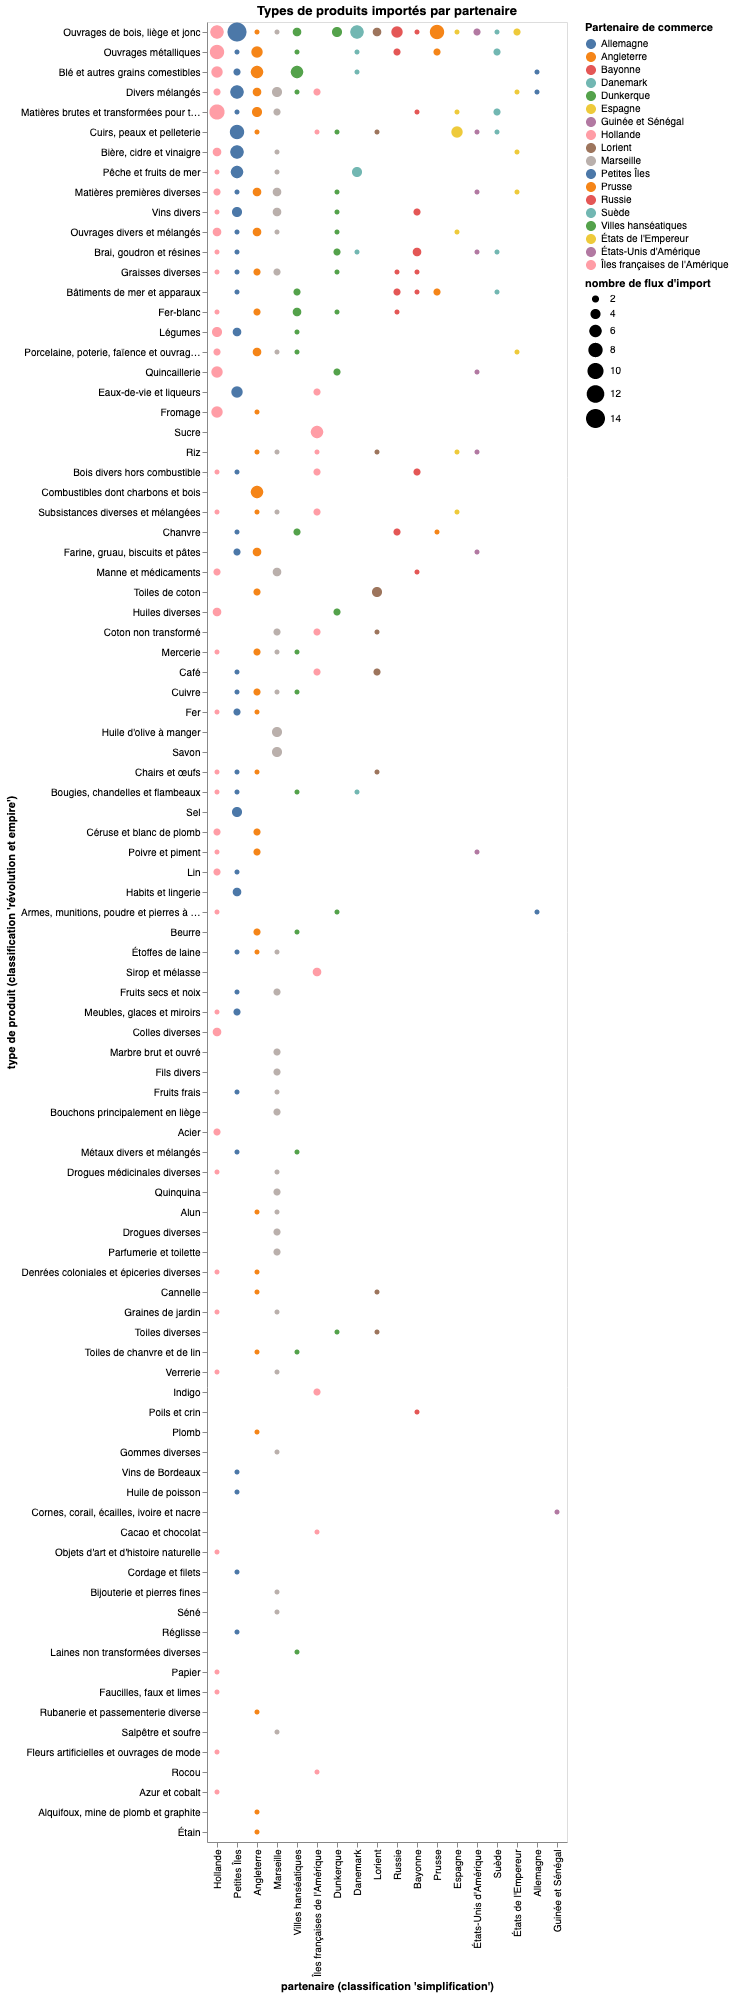 Types de produits importés par partenaire
type de produit (classification 'révolution et empire')
Ouvrages de bois, liège et jonc
Ouvrages métalliques
Blé et autres grains comestibles
Divers mélangés
Matières brutes et transformées pour t…
Cuirs, peaux et pelleterie
Bière, cidre et vinaigre
Pêche et fruits de mer
Matières premières diverses
Vins divers
Ouvrages divers et mélangés
Brai, goudron et résines
Graisses diverses
Bâtiments de mer et apparaux
Fer-blanc
Légumes
Porcelaine, poterie, faïence et ouvrag…
Quincaillerie
Eaux-de-vie et liqueurs
Fromage
Sucre
Riz
Bois divers hors combustible
Combustibles dont charbons et bois
Subsistances diverses et mélangées
Chanvre
Farine, gruau, biscuits et pâtes
Manne et médicaments
Toiles de coton
Huiles diverses
Coton non transformé
Mercerie
Café
Cuivre
Fer
Huile d'olive à manger
Savon
Chairs et œufs
Bougies, chandelles et flambeaux
Sel
Céruse et blanc de plomb
Poivre et piment
Lin
Habits et lingerie
Armes, munitions, poudre et pierres à …
Beurre
Étoffes de laine
Sirop et mélasse
Fruits secs et noix
Meubles, glaces et miroirs
Colles diverses
Marbre brut et ouvré
Fils divers
Fruits frais
Bouchons principalement en liège
Acier
Métaux divers et mélangés
Drogues médicinales diverses
Quinquina
Alun
Drogues diverses
Parfumerie et toilette
Denrées coloniales et épiceries diverses
Cannelle
Graines de jardin
Toiles diverses
Toiles de chanvre et de lin
Verrerie
Indigo
Poils et crin
Plomb
Gommes diverses
Vins de Bordeaux
Huile de poisson
Cornes, corail, écailles, ivoire et nacre
Cacao et chocolat
Objets d'art et d'histoire naturelle
Cordage et filets
Bijouterie et pierres fines
Séné
Réglisse
Laines non transformées diverses
Papier
Faucilles, faux et limes
Rubanerie et passementerie diverse
Salpêtre et soufre
Fleurs artificielles et ouvrages de mode
Rocou
Azur et cobalt
Alquifoux, mine de plomb et graphite
Étain
Hollande
Petites Îles
Angleterre
Marseille
Villes hanséatiques
Îles françaises de l'Amérique
Dunkerque
Danemark
Lorient
Russie
Bayonne
Prusse
Espagne
États-Unis d'Amérique
Suède
États de l'Empereur
Allemagne
Guinée et Sénégal
partenaire (classification 'simplification')
Partenaire de commerce
Allemagne
Angleterre
Bayonne
Danemark
Dunkerque
Espagne
Guinée et Sénégal
Hollande
Lorient
Marseille
Petites Îles
Prusse
Russie
Suède
Villes hanséatiques
États de l'Empereur
États-Unis d'Amérique
Îles françaises de l'Amérique
nombre de flux d'import
2
4
6
8
10
12
14